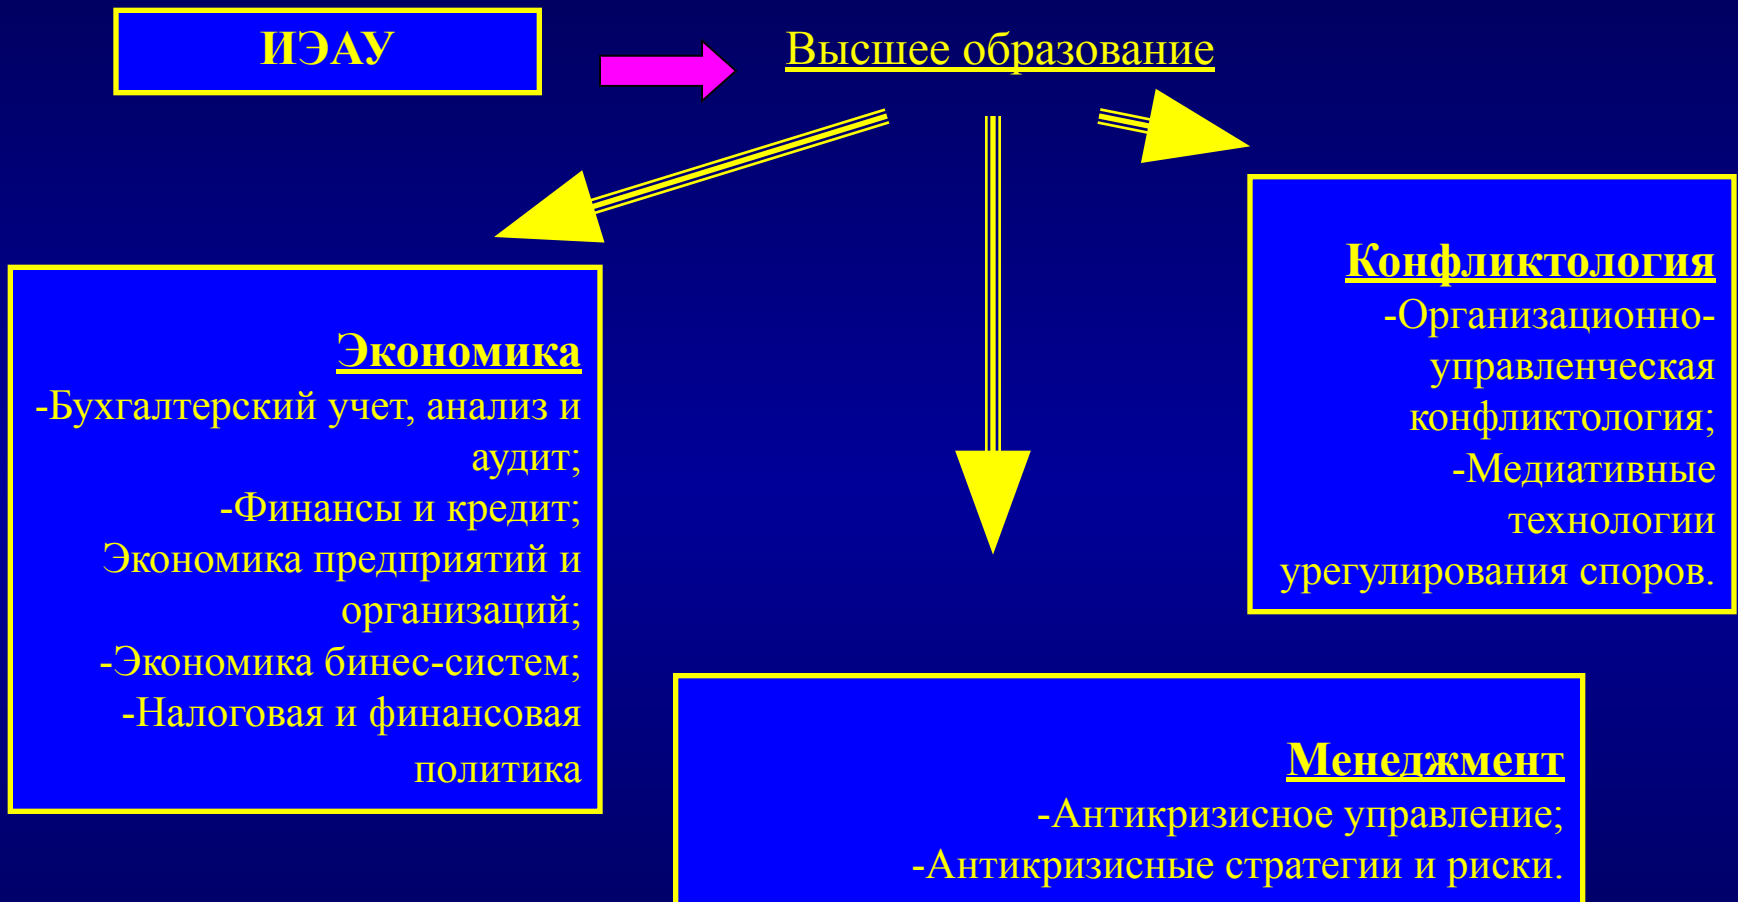 ИЭАУ
Высшее образование
Экономика
-Бухгалтерский учет, анализ и
аудит;
-Финансы и кредит;
Экономика предприятий и
организаций;
-Экономика бинес-систем;
-Налоговая и финансовая
политика
Конфликтология
-Организационно-
управленческая
конфликтология;
-Медиативные
технологии
урегулирования споров.
Менеджмент
-Антикризисное управление;
-Антикризисные стратегии и риски.